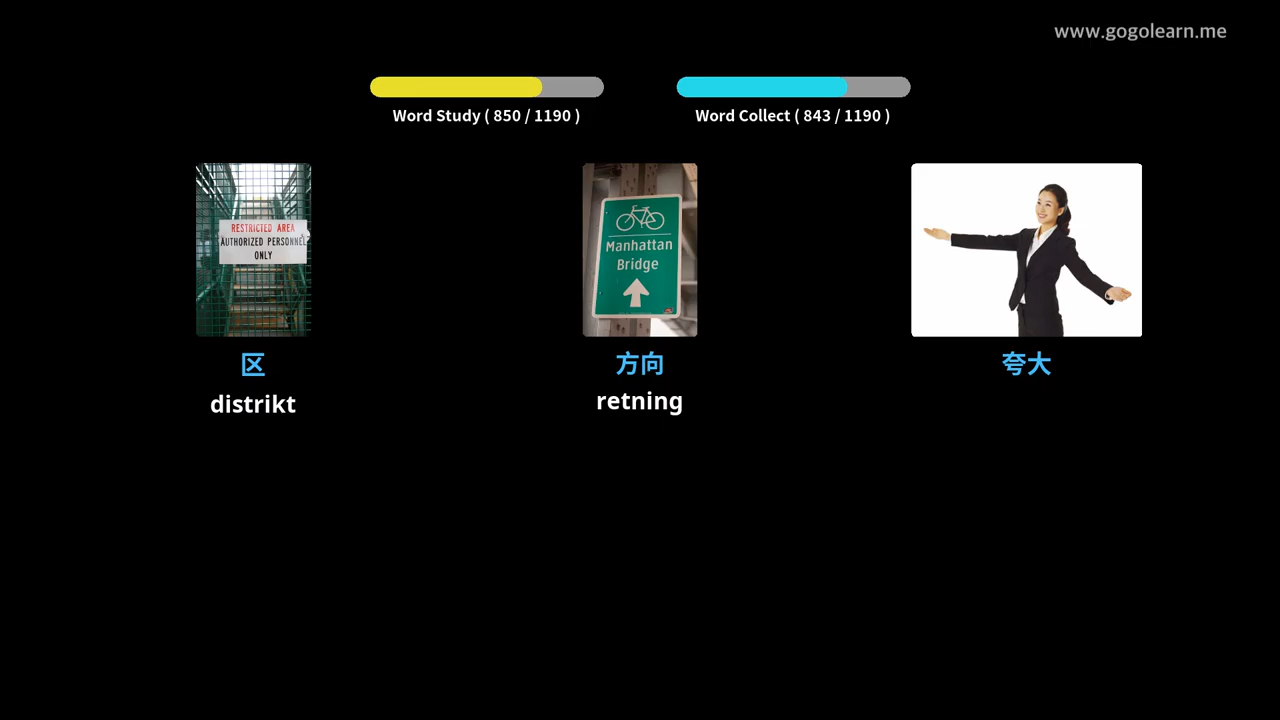 www.gogolearn.me
Word Study ( 850 / 1190 )
Word Collect ( 843 / 1190 )
RESTRICTED AREA
AUTHORIZED PERSONNEL
ONLY
Manhattan
Bridge
区
方向
夸大
distrikt
retning